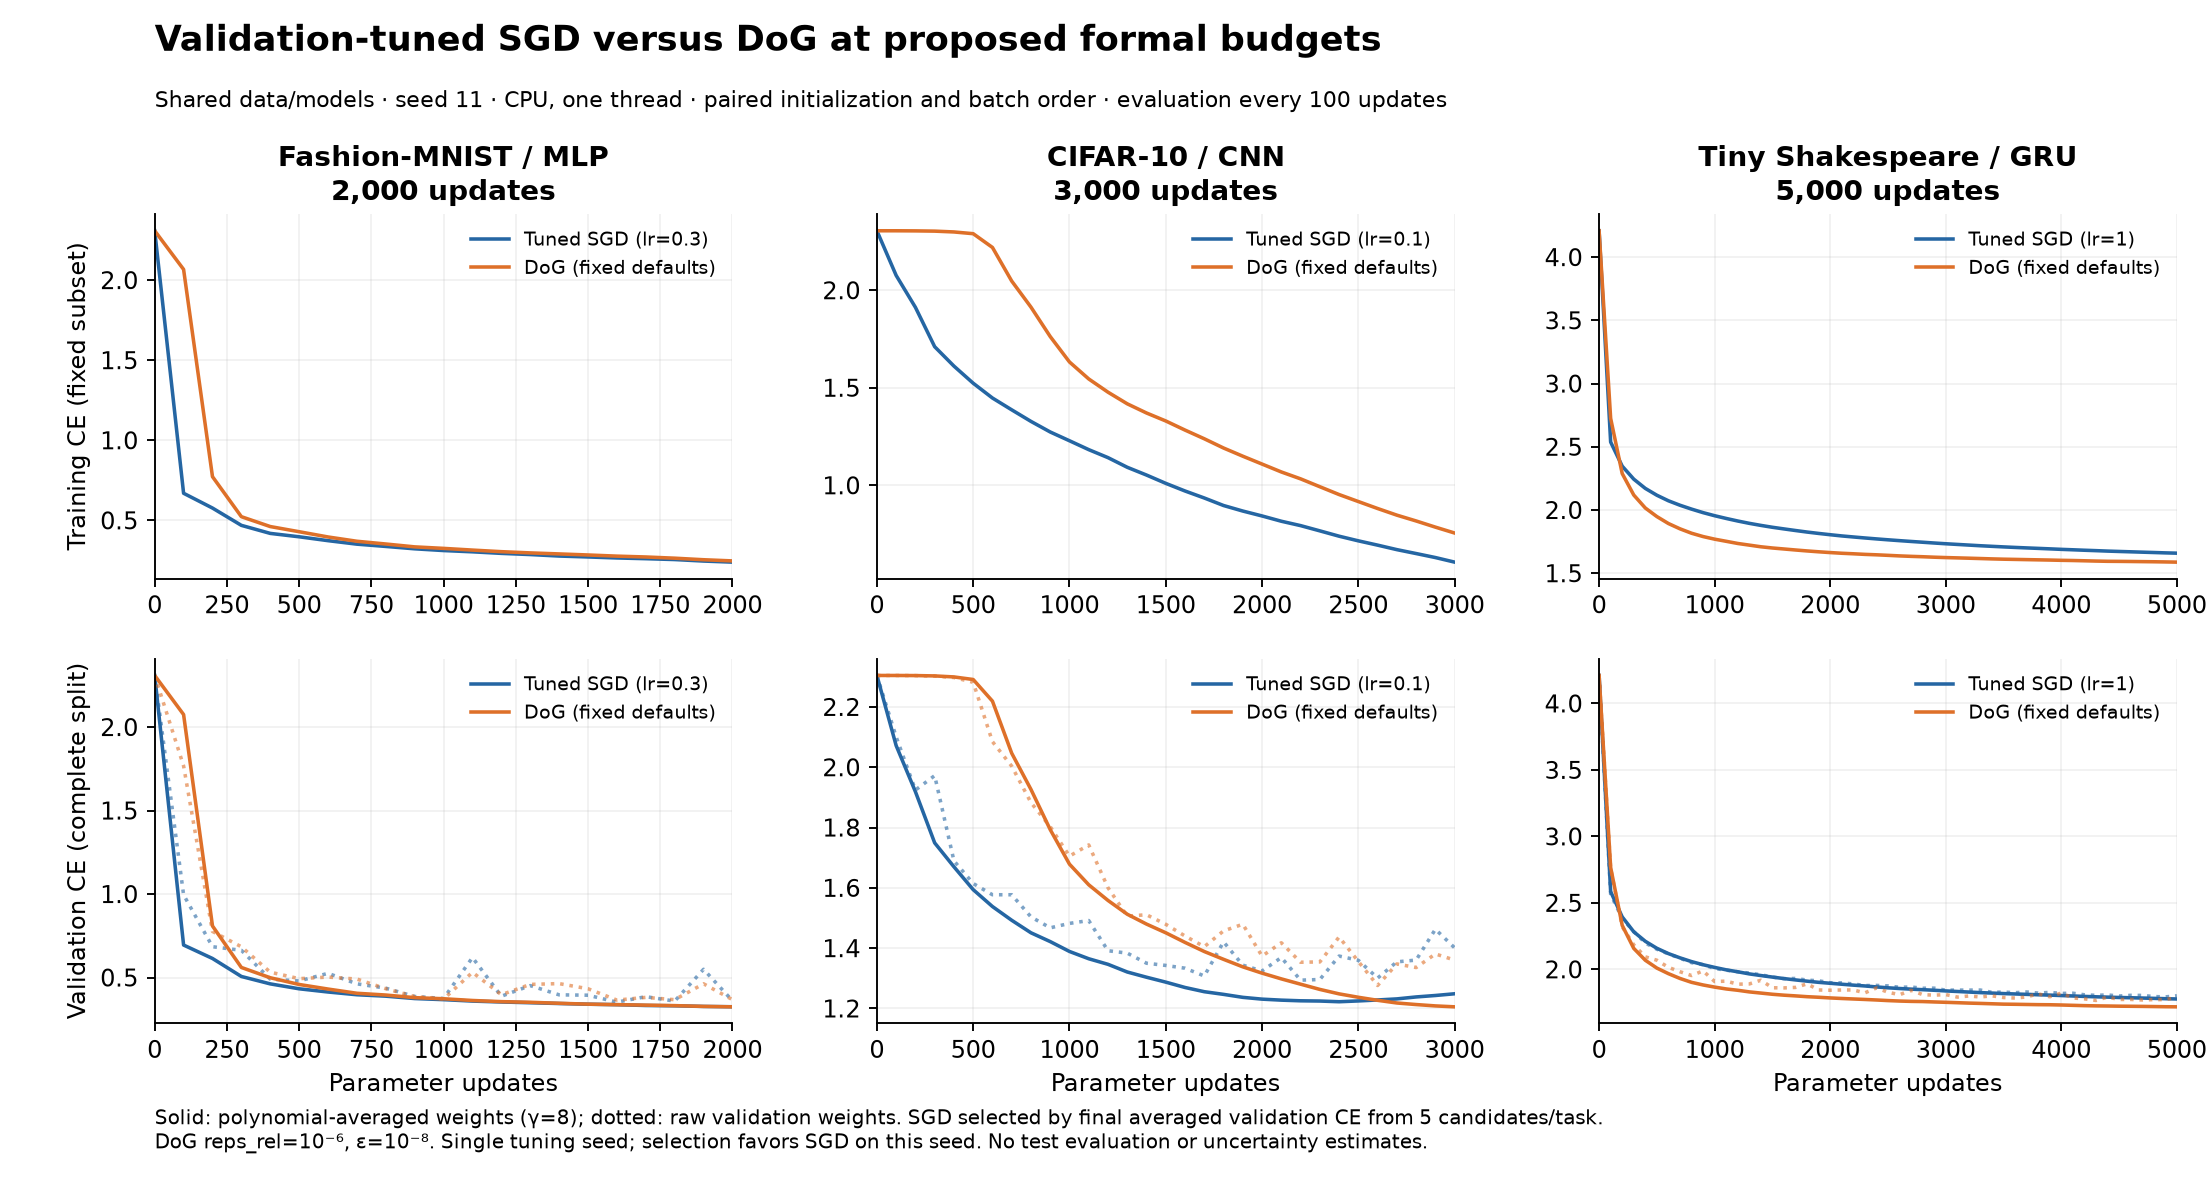 Validation-tuned SGD versus DoG at proposed formal budgets
Shared data/models · seed 11 · CPU, one thread · paired initialization and batch order · evaluation every 100 updates
Fashion-MNIST / MLP
2,000 updates
CIFAR-10 / CNN
3,000 updates
Tiny Shakespeare / GRU
5,000 updates
Training CE (fixed subset)
2.0
1.5
1.0
0.5
Tuned SGD (lr=0.3)
DoG (fixed defaults)
0 250 500 750 1000 1250 1500 1750 2000
2.0
1.5
1.0
Tuned SGD (lr=0.1)
DoG (fixed defaults)
0 500 1000 1500 2000 2500 3000
4.0
3.5
3.0
2.5
2.0
1.5
Tuned SGD (lr=1)
DoG (fixed defaults)
0 1000 2000 3000 4000 5000
Validation CE (complete split)
2.0
1.5
1.0
0.5
Tuned SGD (lr=0.3)
DoG (fixed defaults)
0 250 500 750 1000 1250 1500 1750 2000
Parameter updates
2.2
2.0
1.8
1.6
1.4
1.2
Tuned SGD (lr=0.1)
DoG (fixed defaults)
0 500 1000 1500 2000 2500 3000
Parameter updates
4.0
3.5
3.0
2.5
2.0
Tuned SGD (lr=1)
DoG (fixed defaults)
0 1000 2000 3000 4000 5000
Parameter updates
Solid: polynomial-averaged weights (γ=8); dotted: raw validation weights. SGD selected by final averaged validation CE from 5 candidates/task.
DoG reps_rel=10⁻⁶, ε=10⁻⁸. Single tuning seed; selection favors SGD on this seed. No test evaluation or uncertainty estimates.